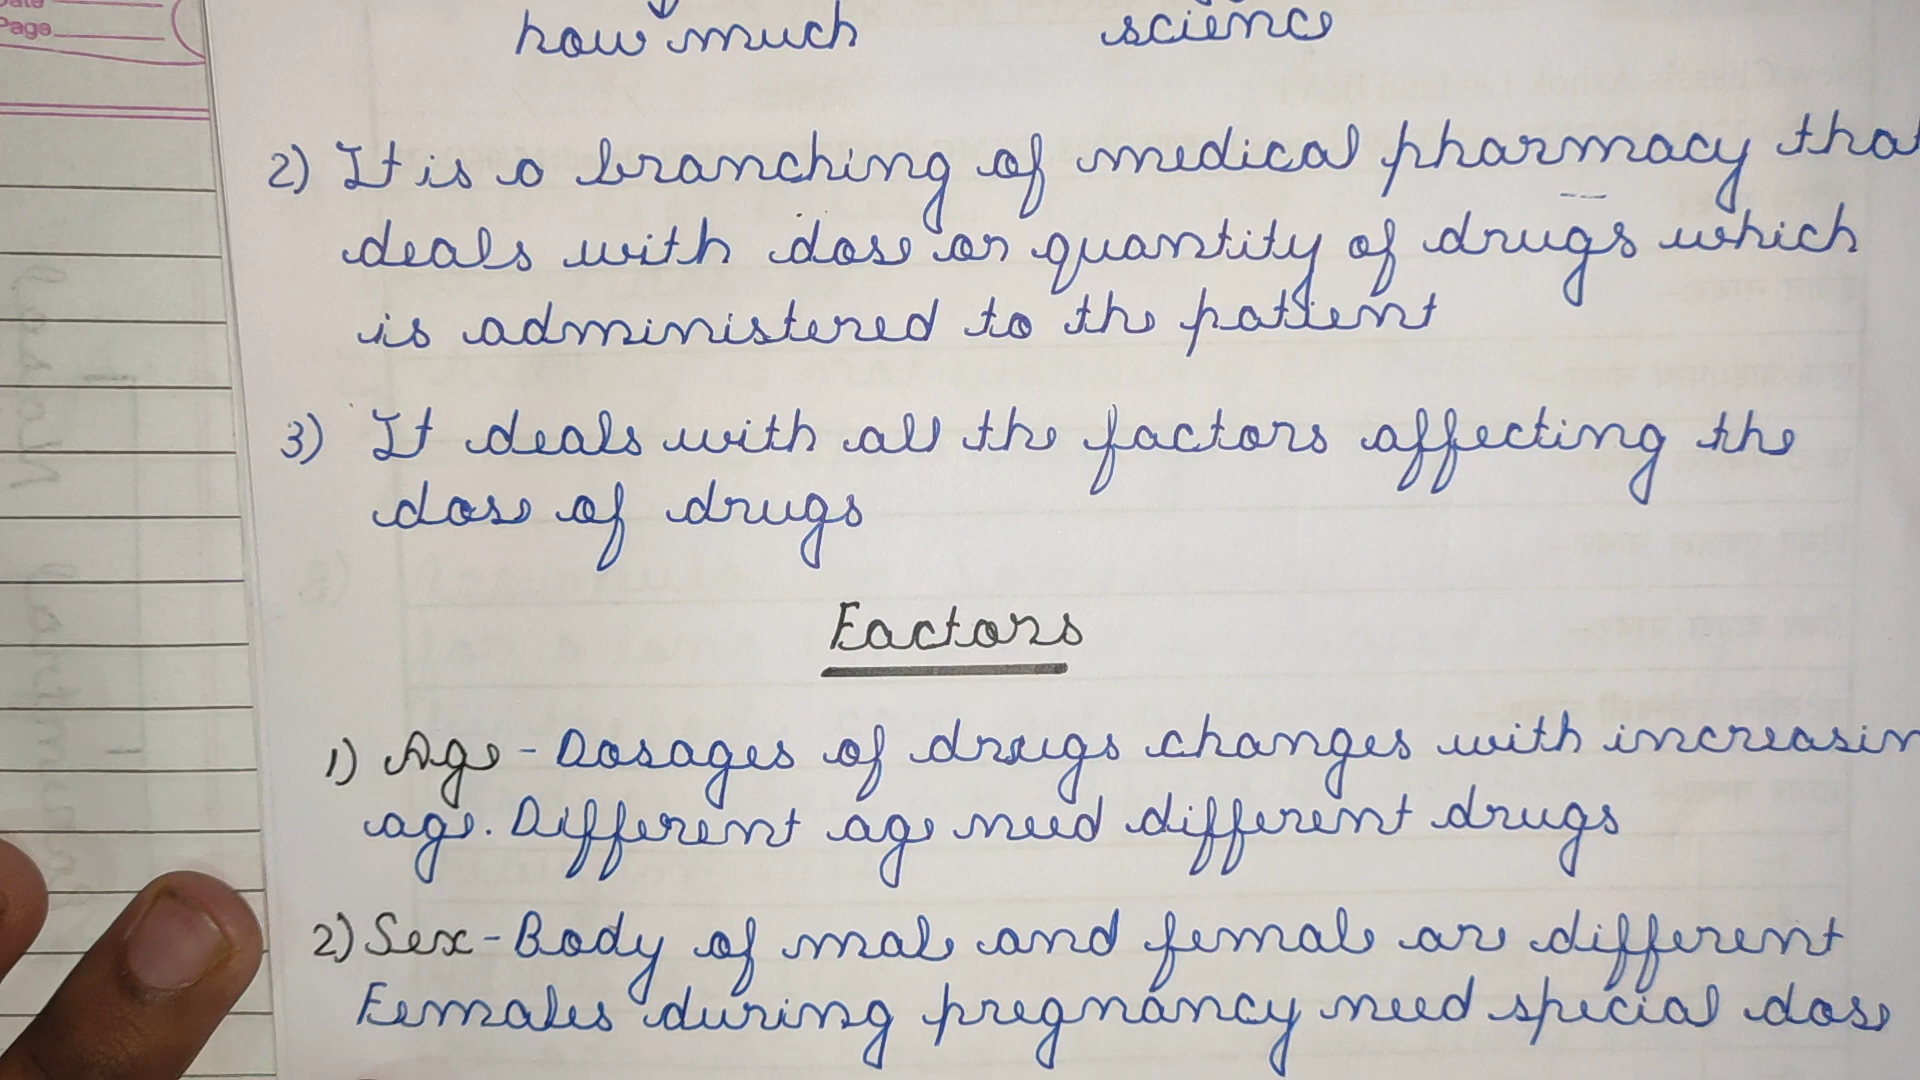 Page
how much science
2) It is a branching of medical pharmacy that
deals with dose or quantity of drugs which
is administered to the patient
3) It deals with all the factors affecting the
dose of drugs
Factors
1) Age - Dosages of drugs changes with increasin
age. Different age need different drugs
2) Sex - Body of male and female are different
Females during pregnancy need special dose